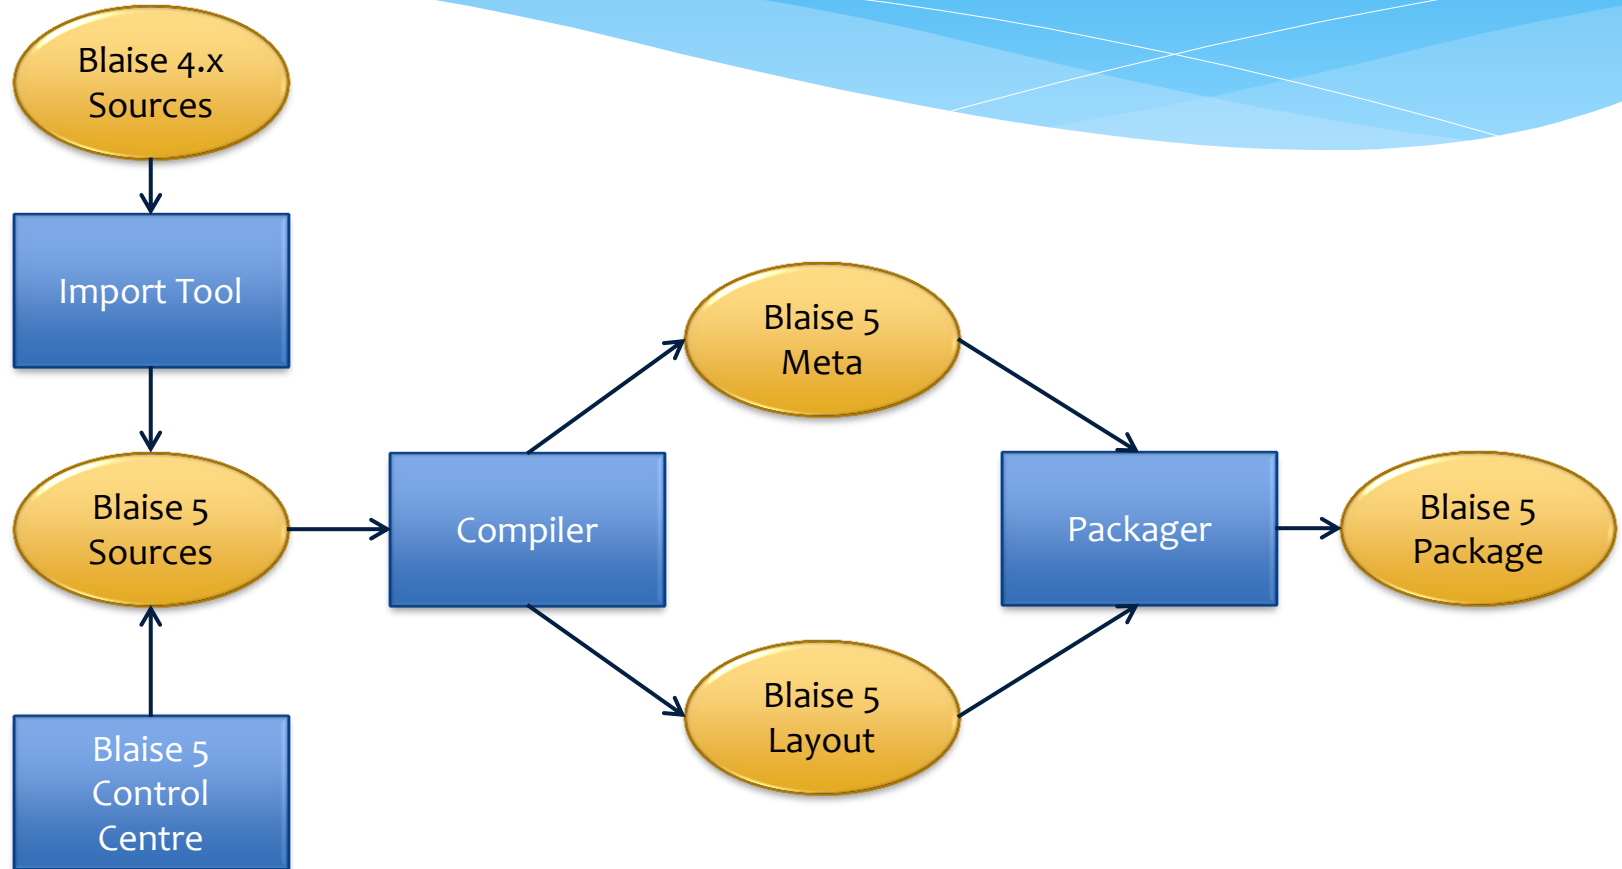 Blaise 4.x
Sources
Import Tool
Blaise 5
Sources
Blaise 5
Control
Centre
Compiler
Blaise 5
Meta
Blaise 5
Layout
Packager
Blaise 5
Package